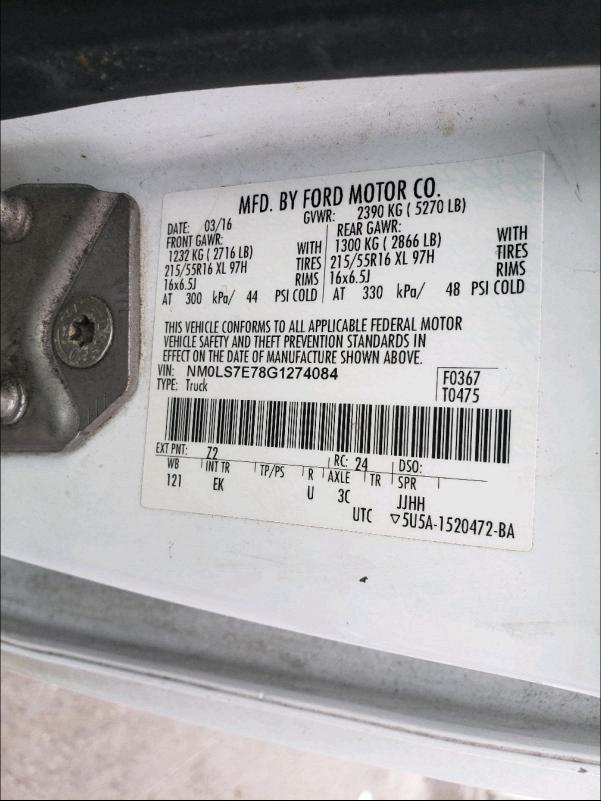 MFD. BY FORD MOTOR CO.
DATE: 03/16 GVWR: 2390 KG ( 5270 LB)
FRONT GAWR: REAR GAWR:
1232 KG ( 2716 LB) WITH 1300 KG ( 2866 LB) WITH
215/55R16 XL 97H TIRES 215/55R16 XL 97H TIRES
16x6.5J RIMS 16x6.5J RIMS
AT 300 kPa/ 44 PSI COLD AT 330 kPa/ 48 PSI COLD
THIS VEHICLE CONFORMS TO ALL APPLICABLE FEDERAL MOTOR
VEHICLE SAFETY AND THEFT PREVENTION STANDARDS IN
EFFECT ON THE DATE OF MANUFACTURE SHOWN ABOVE.
VIN: NM0LS7E78G1274084 F0367
TYPE: Truck T0475
EXT PNT: 72 RC: 24 DSO:
WB INT TR TP/PS R AXLE TR SPR
121 EK U 3C JJHH
UTC ▽5U5A-1520472-BA